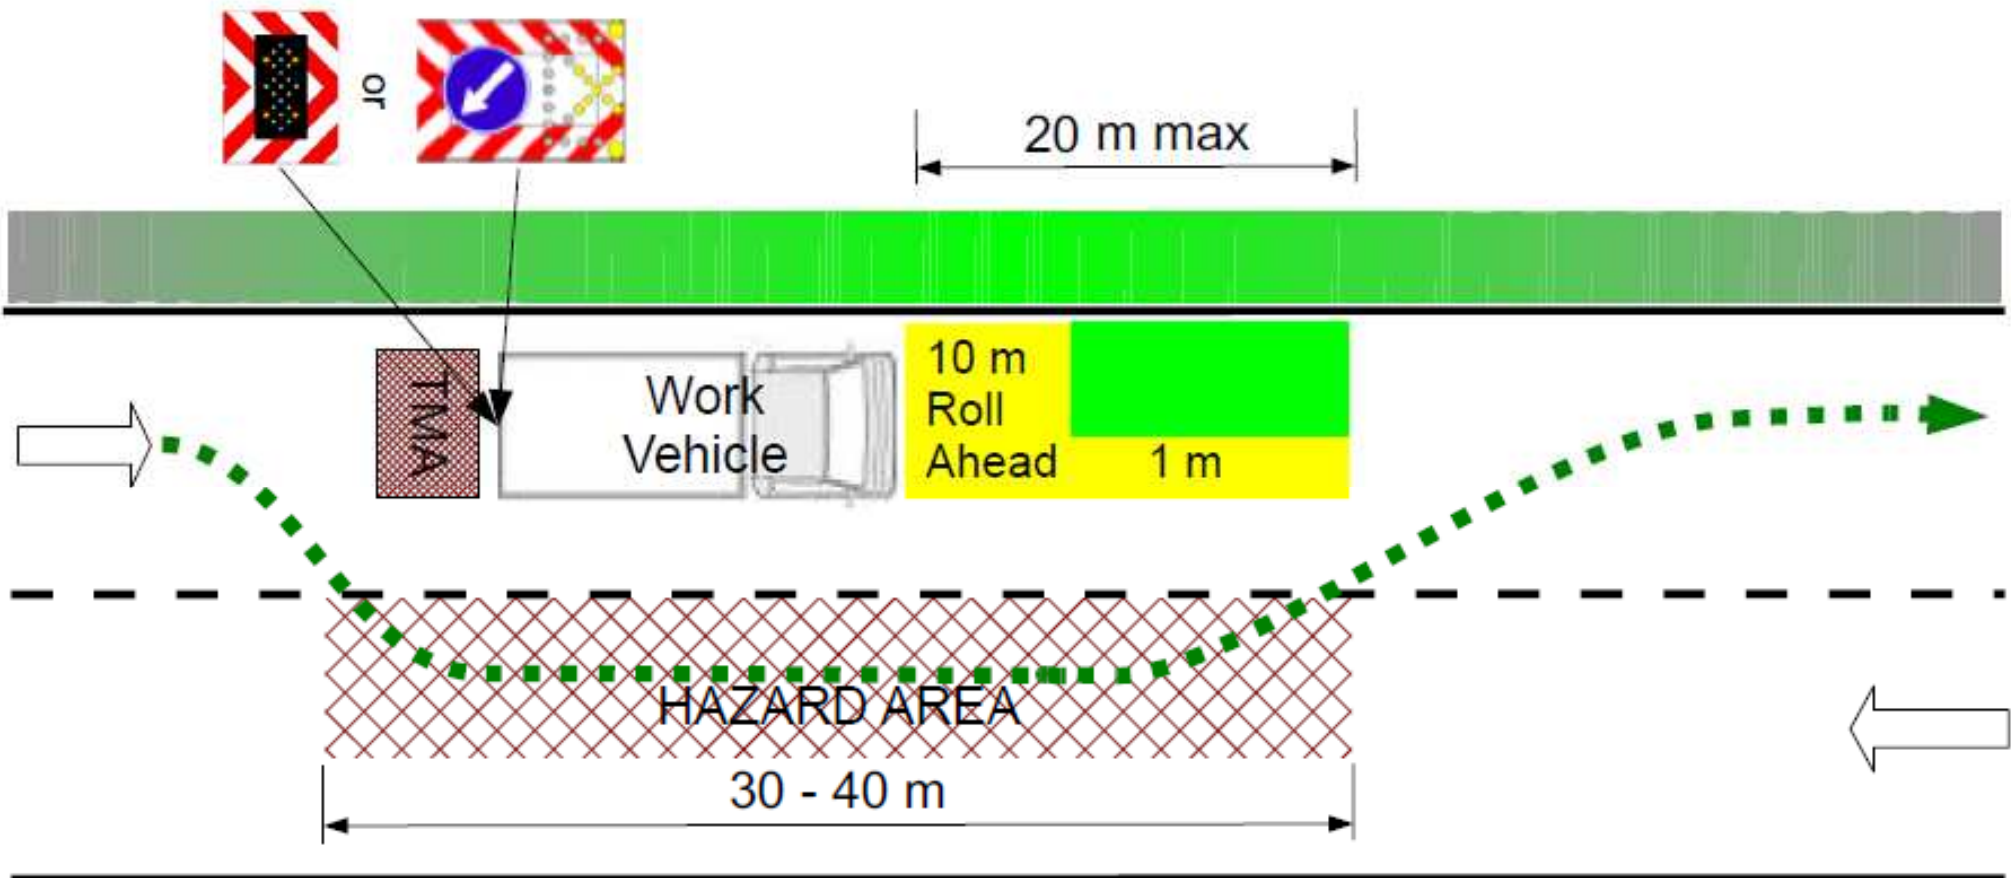 or
20 m max
TMA
Work
Vehicle
10 m
Roll
Ahead
1 m
HAZARD AREA
30 - 40 m